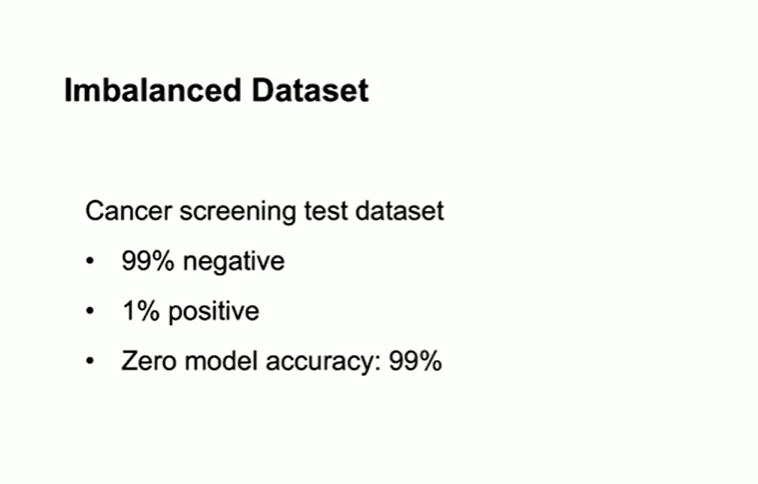 Imbalanced Dataset
Cancer screening test dataset
• 99% negative
• 1% positive
• Zero model accuracy: 99%